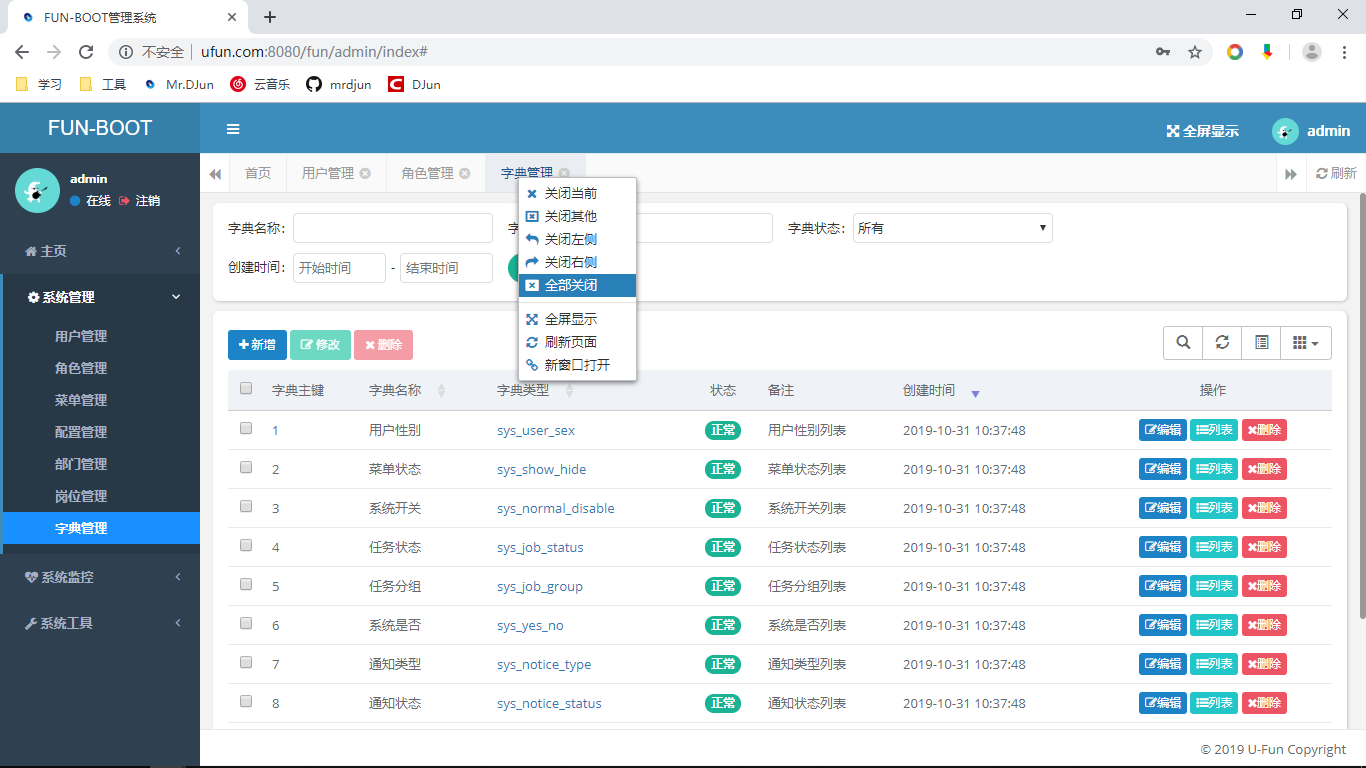 FUN-BOOT管理系统
不安全 ufun.com:8080/fun/admin/index#
学习 工具 Mr.DJun 云音乐 mrdjun DJun
FUN-BOOT 全屏显示 admin
admin
在线 注销
首页 用户管理 角色管理 字典管理 刷新
主页
系统管理
用户管理
角色管理
菜单管理
配置管理
部门管理
岗位管理
字典管理
系统监控
系统工具
字典名称: 字 字典状态: 所有
创建时间: 开始时间 - 结束时间
关闭当前
关闭其他
关闭左侧
关闭右侧
全部关闭
全屏显示
刷新页面
新窗口打开
新增 修改 删除
字典主键 字典名称 字典类型 状态 备注 创建时间 操作
1 用户性别 sys_user_sex 正常 用户性别列表 2019-10-31 10:37:48 编辑 列表 删除
2 菜单状态 sys_show_hide 正常 菜单状态列表 2019-10-31 10:37:48 编辑 列表 删除
3 系统开关 sys_normal_disable 正常 系统开关列表 2019-10-31 10:37:48 编辑 列表 删除
4 任务状态 sys_job_status 正常 任务状态列表 2019-10-31 10:37:48 编辑 列表 删除
5 任务分组 sys_job_group 正常 任务分组列表 2019-10-31 10:37:48 编辑 列表 删除
6 系统是否 sys_yes_no 正常 系统是否列表 2019-10-31 10:37:48 编辑 列表 删除
7 通知类型 sys_notice_type 正常 通知类型列表 2019-10-31 10:37:48 编辑 列表 删除
8 通知状态 sys_notice_status 正常 通知状态列表 2019-10-31 10:37:48 编辑 列表 删除
© 2019 U-Fun Copyright